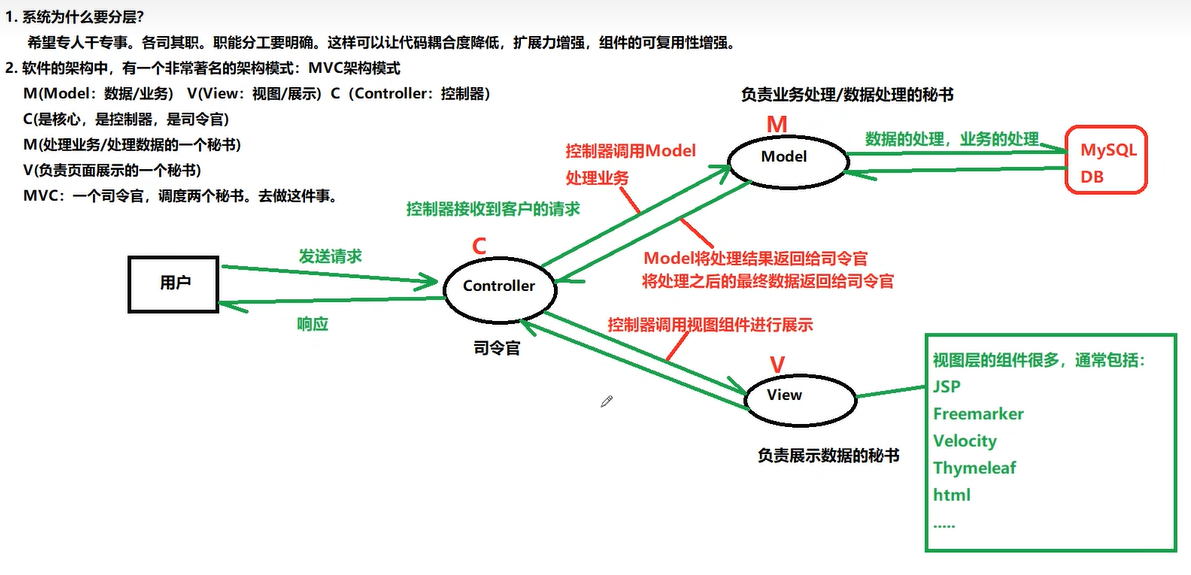 1. 系统为什么要分层?
希望专人干专事。各司其职。职能分工要明确。这样可以让代码耦合度降低，扩展力增强，组件的可复用性增强。
2. 软件的架构中，有一个非常著名的架构模式：MVC架构模式
M(Model：数据/业务) V(View：视图/展示) C（Controller：控制器）
C(是核心，是控制器，是司令官)
M(处理业务/处理数据的一个秘书)
V(负责页面展示的一个秘书)
MVC：一个司令官，调度两个秘书。去做这件事。
负责业务处理/数据处理的秘书
M
Model
数据的处理，业务的处理
MySQL
DB
控制器调用Model
处理业务
控制器接收到客户的请求
C
发送请求
用户
Controller
响应
司令官
Model将处理结果返回给司令官
将处理之后的最终数据返回给司令官
控制器调用视图组件进行展示
V
View
负责展示数据的秘书
视图层的组件很多，通常包括：
JSP
Freemarker
Velocity
Thymeleaf
html
.....